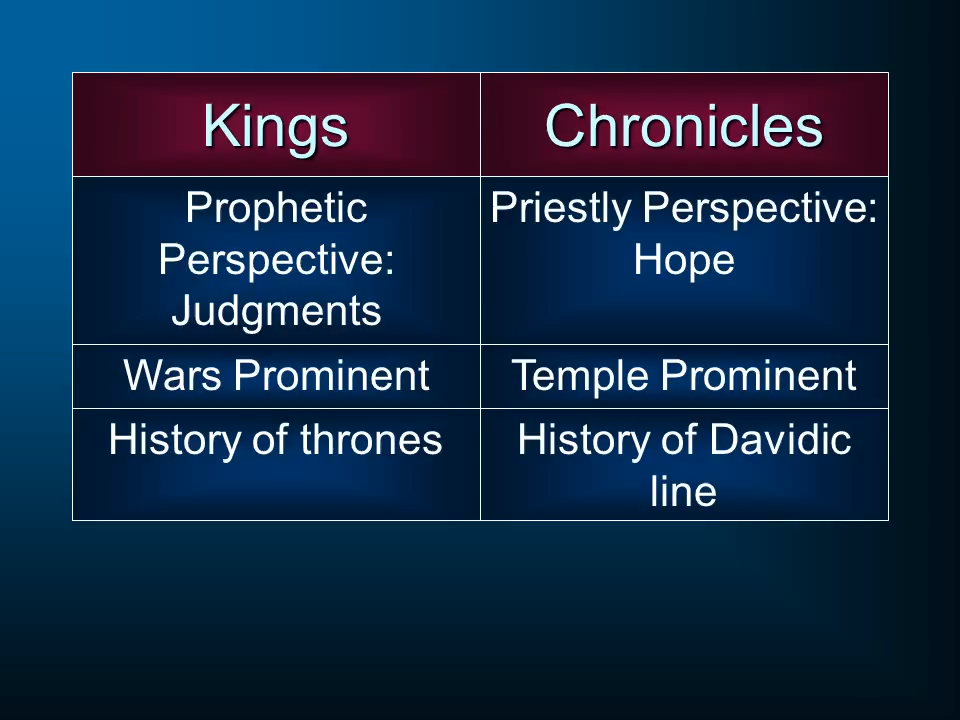 Kings
Chronicles
Prophetic
Perspective:
Judgments
Priestly Perspective:
Hope
Wars Prominent
Temple Prominent
History of thrones
History of Davidic
line